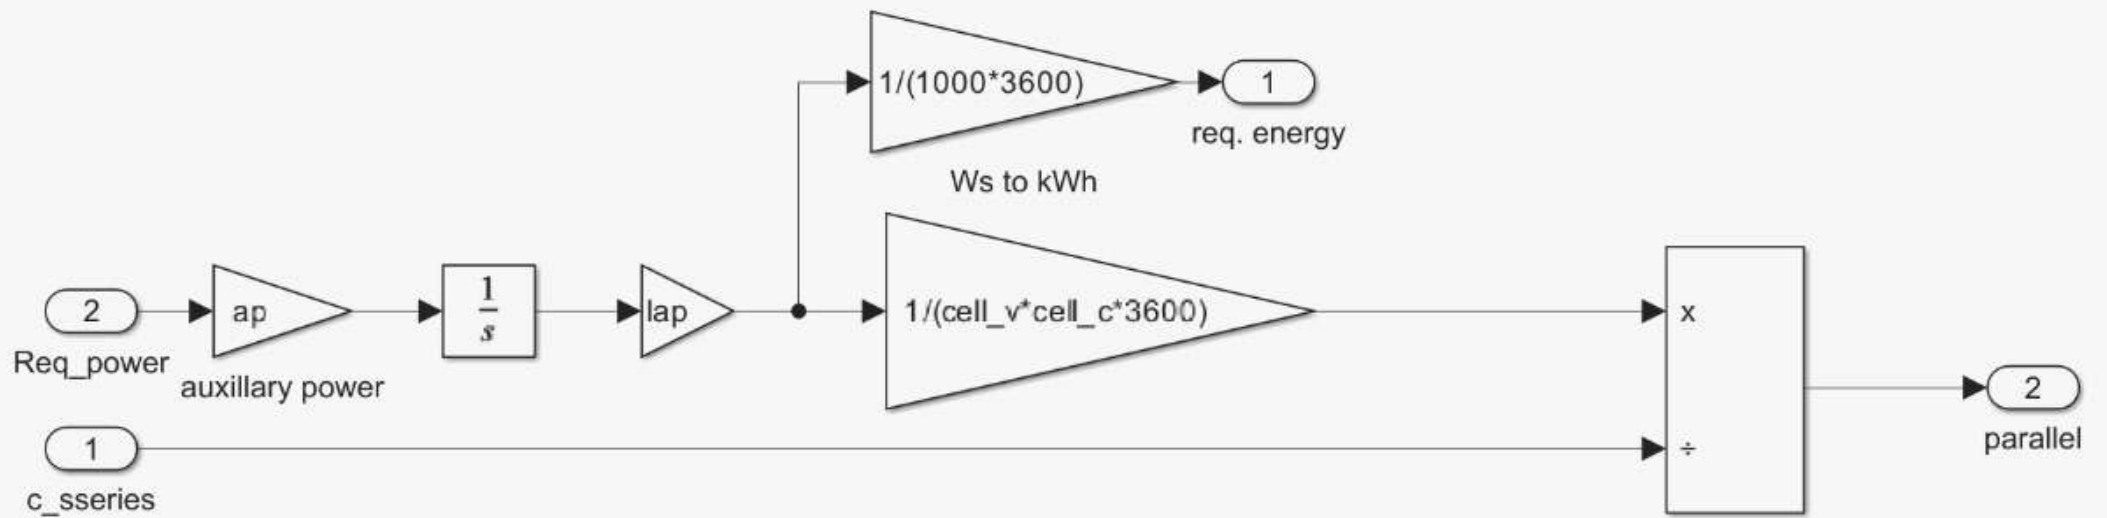 1/(1000*3600)
1
req. energy
Ws to kWh
2
Req_power
ap
auxillary power
1
s
lap
1/(cell_v*cell_c*3600)
x
÷
2
parallel
1
c_sseries